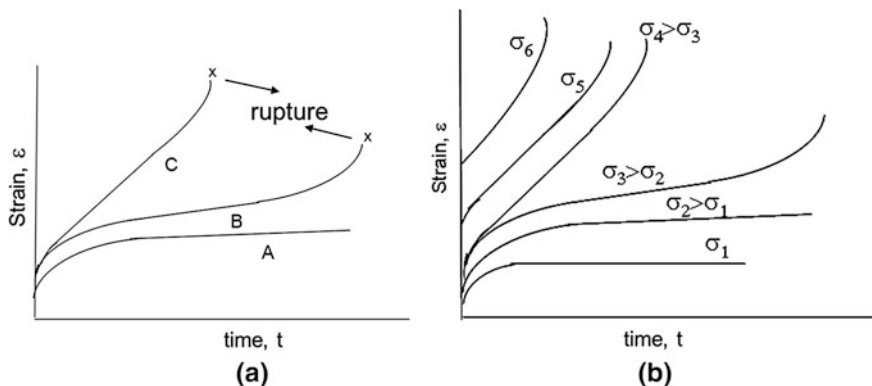 x
rupture
x
C
B
A
Strain, ε
time, t
(a)
σ6
σ5
σ4>σ3
σ3>σ2
σ2>σ1
σ1
Strain, ε
time, t
(b)